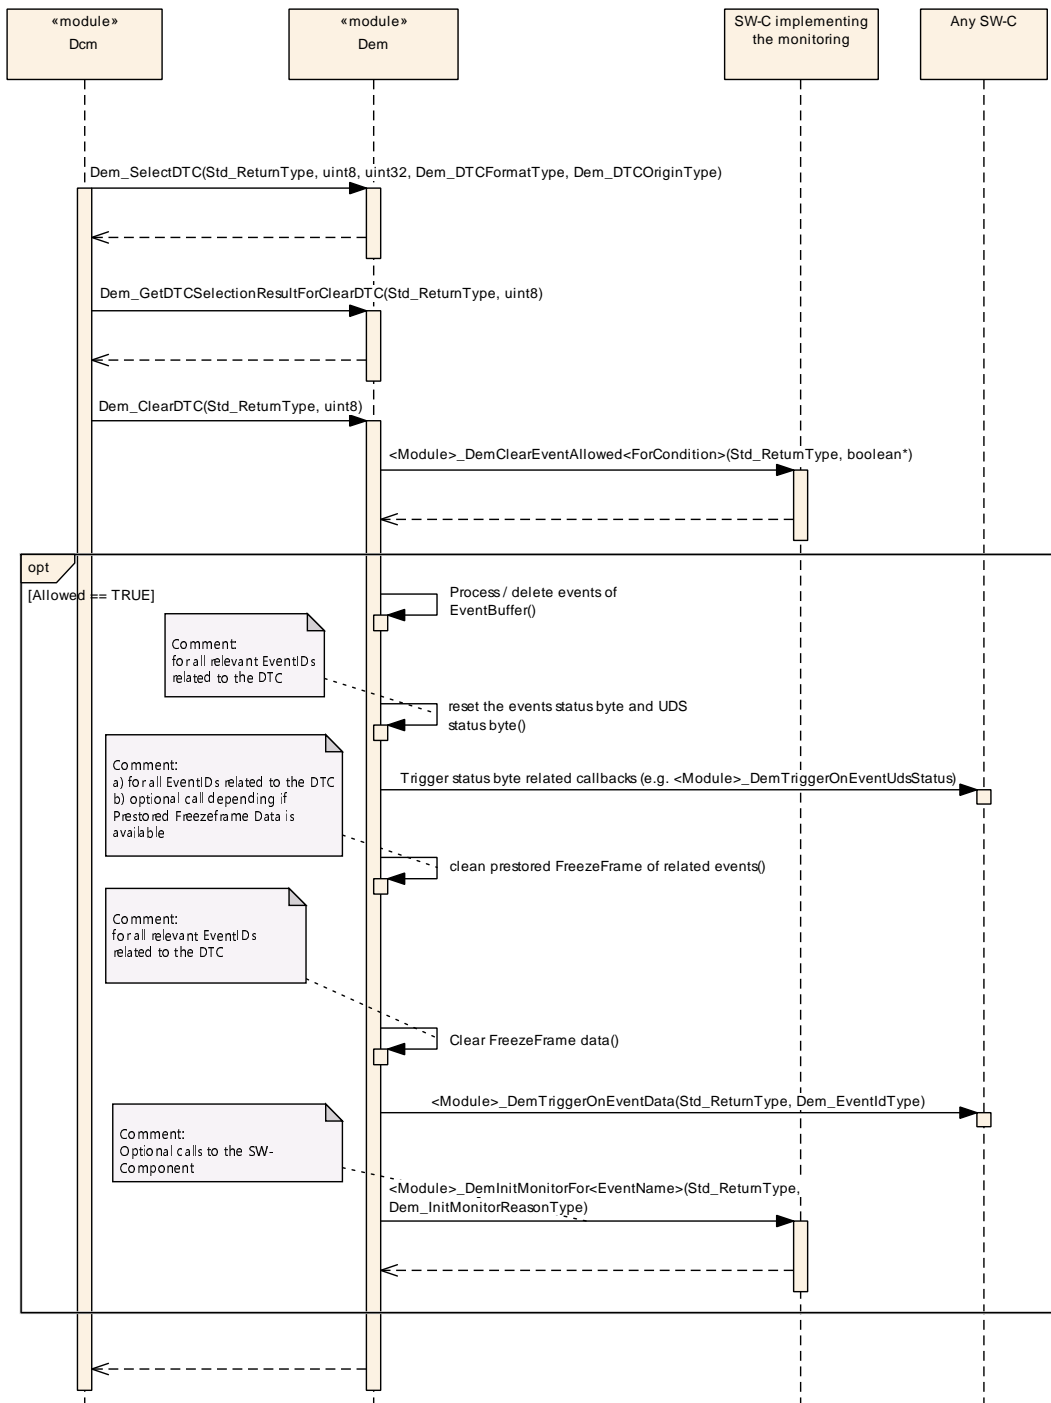 «module»
Dcm
«module»
Dem
SW-C implementing
the monitoring
Any SW-C
Dem_SelectDTC(Std_ReturnType, uint8, uint32, Dem_DTCFormatType, Dem_DTCOriginType)
Dem_GetDTCSelectionResultForClearDTC(Std_ReturnType, uint8)
Dem_ClearDTC(Std_ReturnType, uint8)
<Module>_DemClearEventAllowed<ForCondition>(Std_ReturnType, boolean*)
opt
[Allowed == TRUE]
Process / delete events of
EventBuffer()
Comment:
for all relevant EventIDs
related to the DTC
reset the events status byte and UDS
status byte()
Comment:
a) for all EventIDs related to the DTC
b) optional call depending if
Prestored Freezeframe Data is
available
Trigger status byte related callbacks (e.g. <Module>_DemTriggerOnEventUdsStatus)
clean prestored FreezeFrame of related events()
Comment:
for all relevant EventIDs
related to the DTC
Clear FreezeFrame data()
<Module>_DemTriggerOnEventData(Std_ReturnType, Dem_EventIdType)
Comment:
Optional calls to the SW-
Component
<Module>_DemInitMonitorFor<EventName>(Std_ReturnType,
Dem_InitMonitorReasonType)